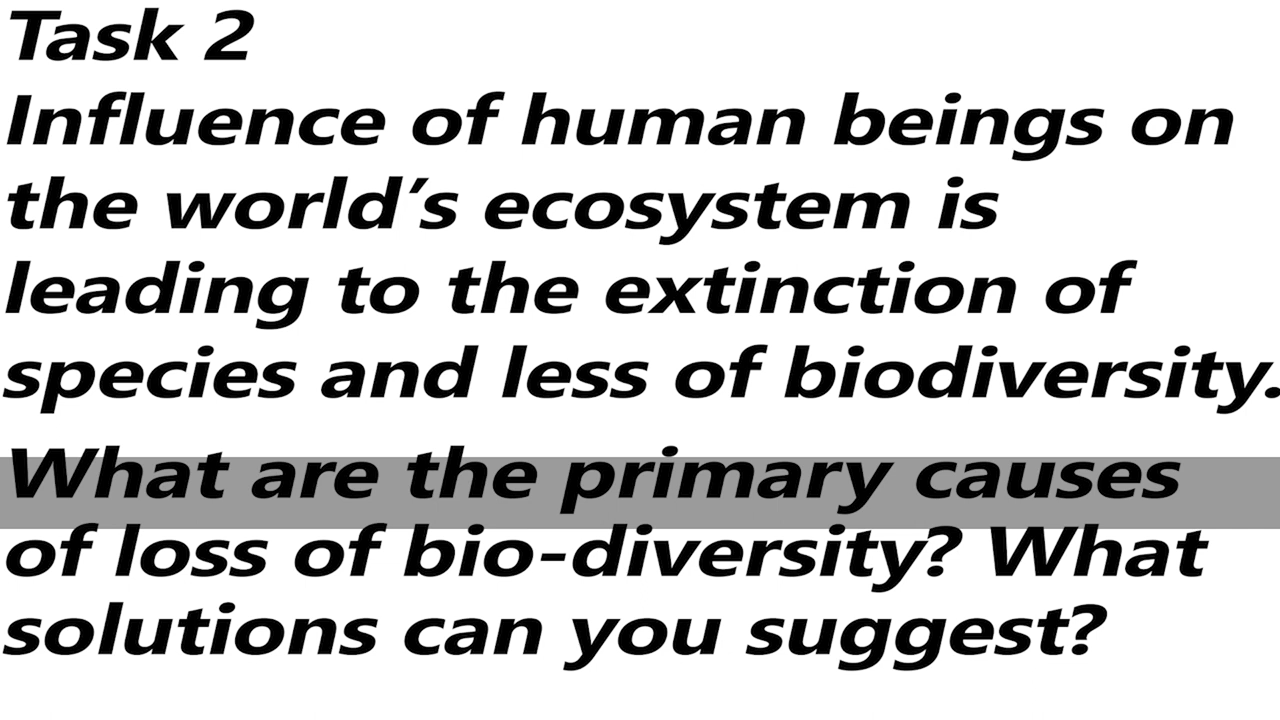 Task 2
Influence of human beings on
the world's ecosystem is
leading to the extinction of
species and less of biodiversity.
What are the primary causes
of loss of bio-diversity? What
solutions can you suggest?